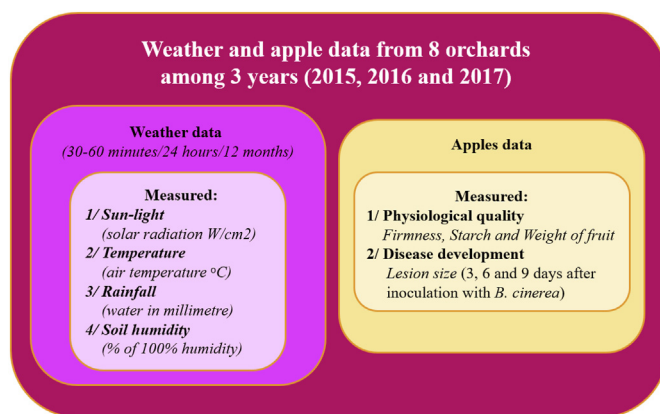 Weather and apple data from 8 orchards
among 3 years (2015, 2016 and 2017)
Weather data
(30-60 minutes/24 hours/12 months)
Measured:
1/ Sun-light
(solar radiation W/cm2)
2/ Temperature
(air temperature ºC)
3/ Rainfall
(water in millimetre)
4/ Soil humidity
(% of 100% humidity)
Apples data
Measured:
1/ Physiological quality
Firmness, Starch and Weight of fruit
2/ Disease development
Lesion size (3, 6 and 9 days after
inoculation with B. cinerea)